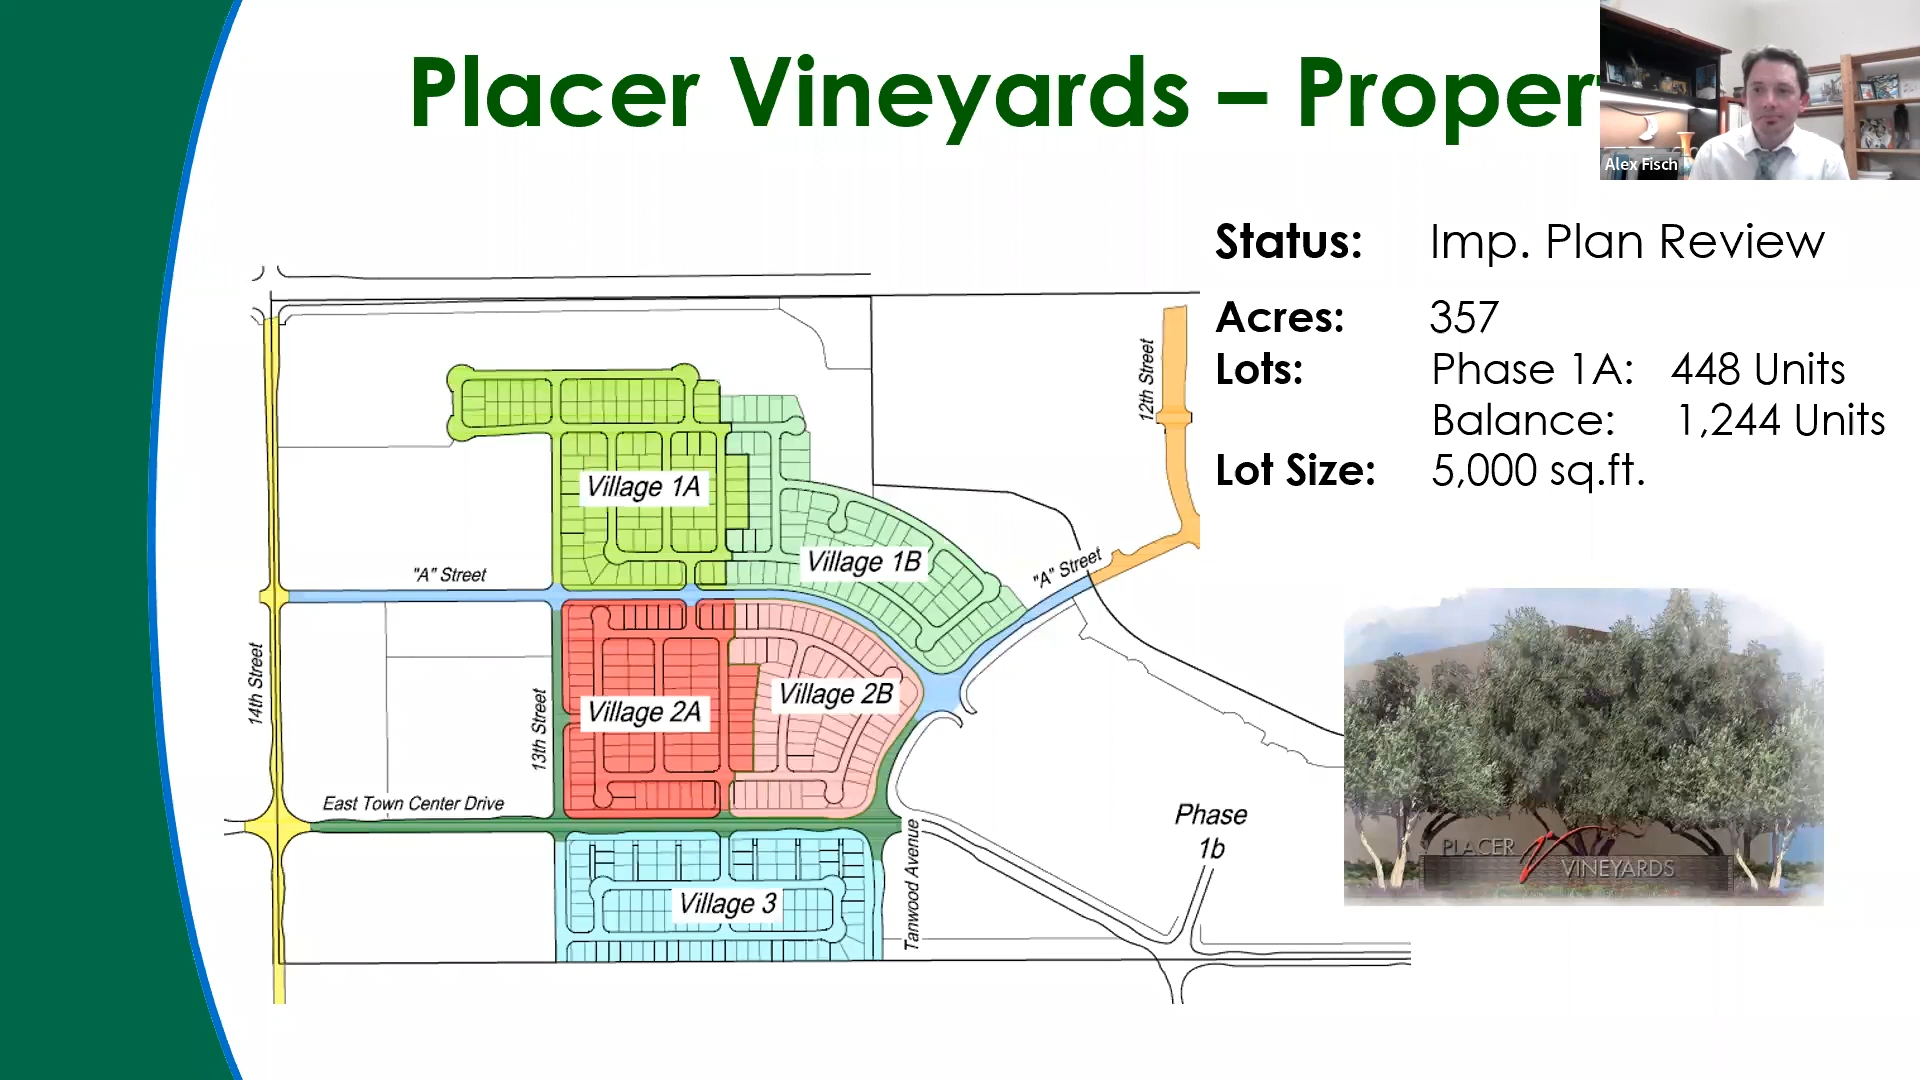 Placer Vineyards – Proper
Alex Fisch
Status: Imp. Plan Review
Acres: 357
Lots: Phase 1A: 448 Units
Balance: 1,244 Units
Lot Size: 5,000 sq.ft.
12th Street
Village 1A
Village 1B
"A" Street
"A" Street
14th Street
13th Street
Village 2A
Village 2B
East Town Center Drive
Village 3
Tanwood Avenue
Phase
1b
PLACER VINEYARDS